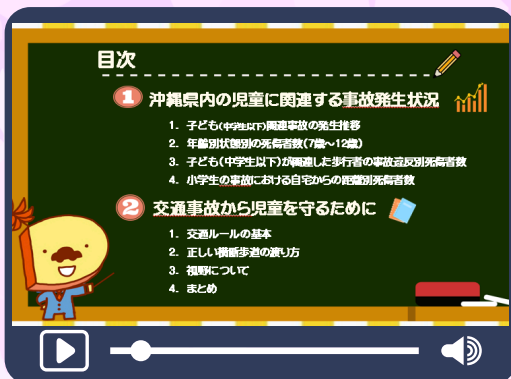 目次
1 沖縄県内の児童に関連する事故発生状況
1. 子ども(中学生以下)関連事故の発生推移
2. 年齢別状態別の死傷者数(7歳～12歳)
3. 子ども(中学生以下)が関連した歩行者の事故違反別死傷者数
4. 小学生の事故における自宅からの距離別死傷者数
2 交通事故から児童を守るために
1. 交通ルールの基本
2. 正しい横断歩道の渡り方
3. 視野について
4. まとめ